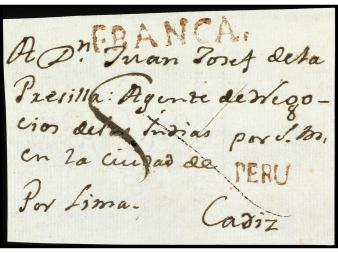 FRANCA.
A Dn. Juan Josef de la
Presilla: Agente de Nego-
cios de las Indias por S. M.
en la ciudad de
PERU
Por Lima.
Cadiz